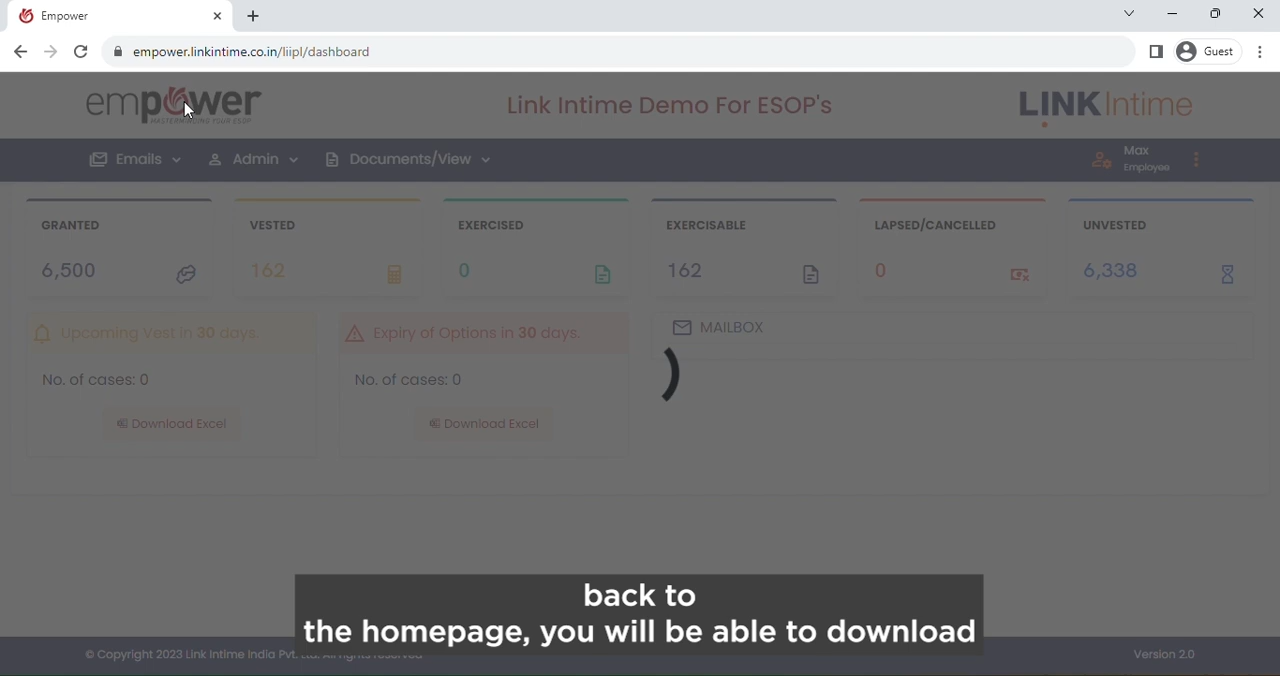 Empower
empower.linkintime.co.in/liipl/dashboard
Guest
empower
MASTERMINDING YOUR ESOP
Link Intime Demo For ESOP's
LINK Intime
Emails
Admin
Documents/View
Max
Employee
GRANTED
VESTED
EXERCISED
EXERCISABLE
LAPSED/CANCELLED
UNVESTED
6,500
162
0
162
0
6,338
Upcoming Vest in 30 days.
Expiry of Options in 30 days.
MAILBOX
No. of cases: 0
No. of cases: 0
Download Excel
Download Excel
back to
the homepage, you will be able to download
© Copyright 2023 Link Intime India Pvt. Ltd. All rights reserved
Version 2.0